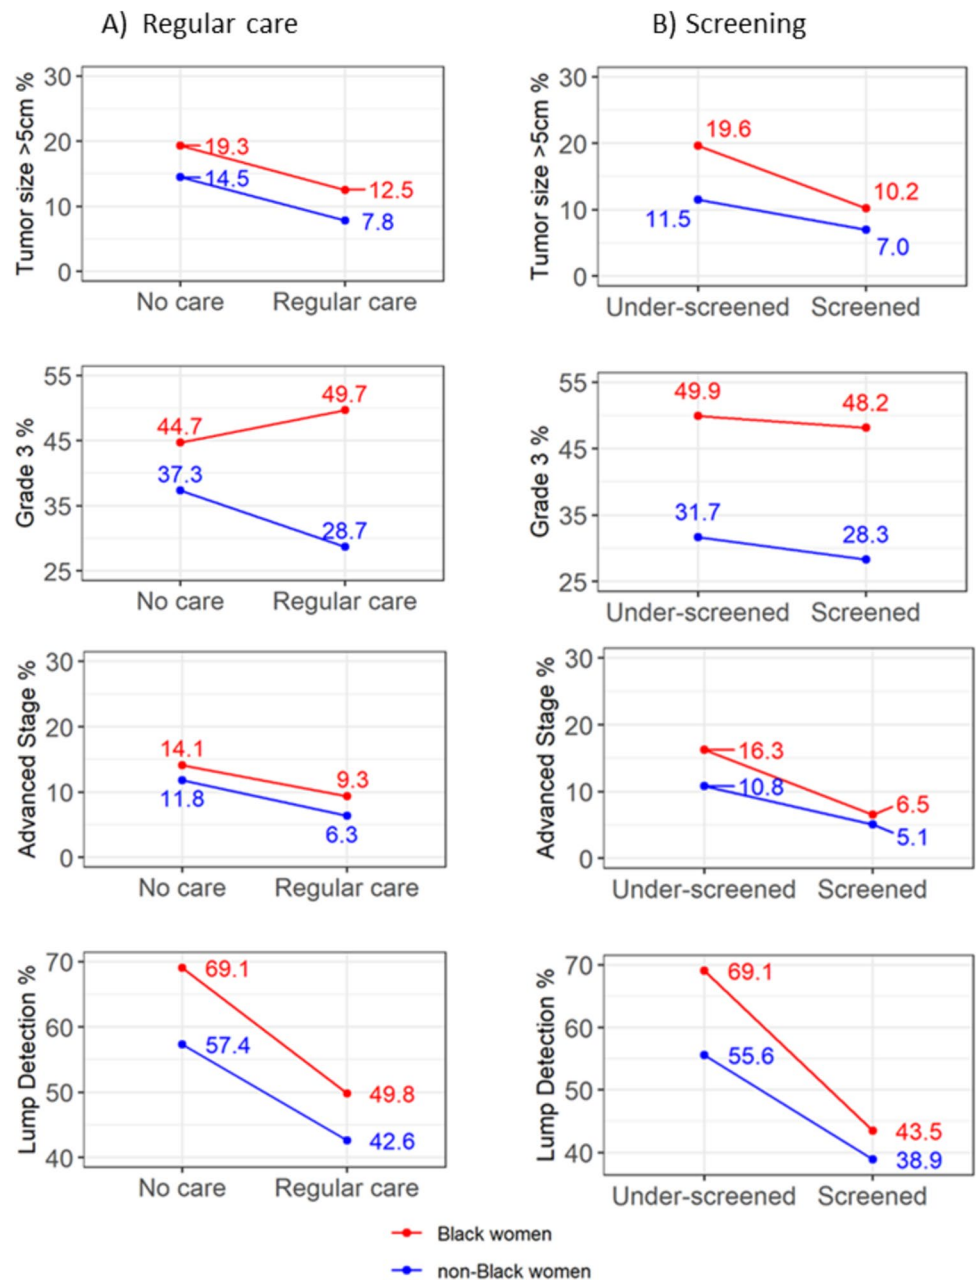 A) Regular care
B) Screening
Tumor size >5cm %
30
20
10
0
19.3
14.5
12.5
7.8
No care
Regular care
Tumor size >5cm %
30
20
10
0
19.6
11.5
10.2
7.0
Under-screened
Screened
Grade 3 %
55
45
35
25
44.7
49.7
37.3
28.7
No care
Regular care
Grade 3 %
55
45
35
25
49.9
48.2
31.7
28.3
Under-screened
Screened
Advanced Stage %
30
20
10
0
14.1
9.3
11.8
6.3
No care
Regular care
Advanced Stage %
30
20
10
0
16.3
10.8
6.5
5.1
Under-screened
Screened
Lump Detection %
70
60
50
40
69.1
57.4
49.8
42.6
No care
Regular care
Lump Detection %
70
60
50
40
69.1
55.6
43.5
38.9
Under-screened
Screened
Black women
non-Black women